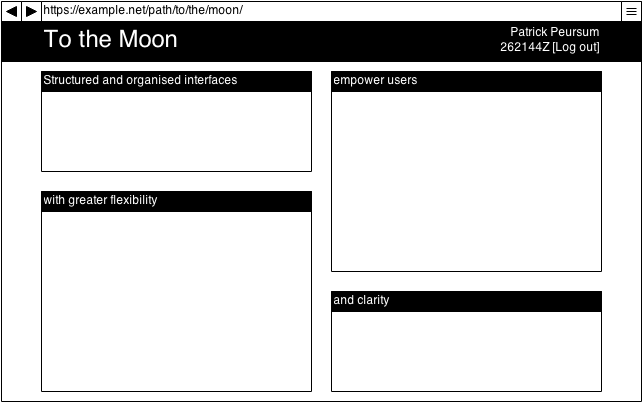 https://example.net/path/to/the/moon/
To the Moon
Patrick Peursum
262144Z [Log out]
Structured and organised interfaces
empower users
with greater flexibility
and clarity